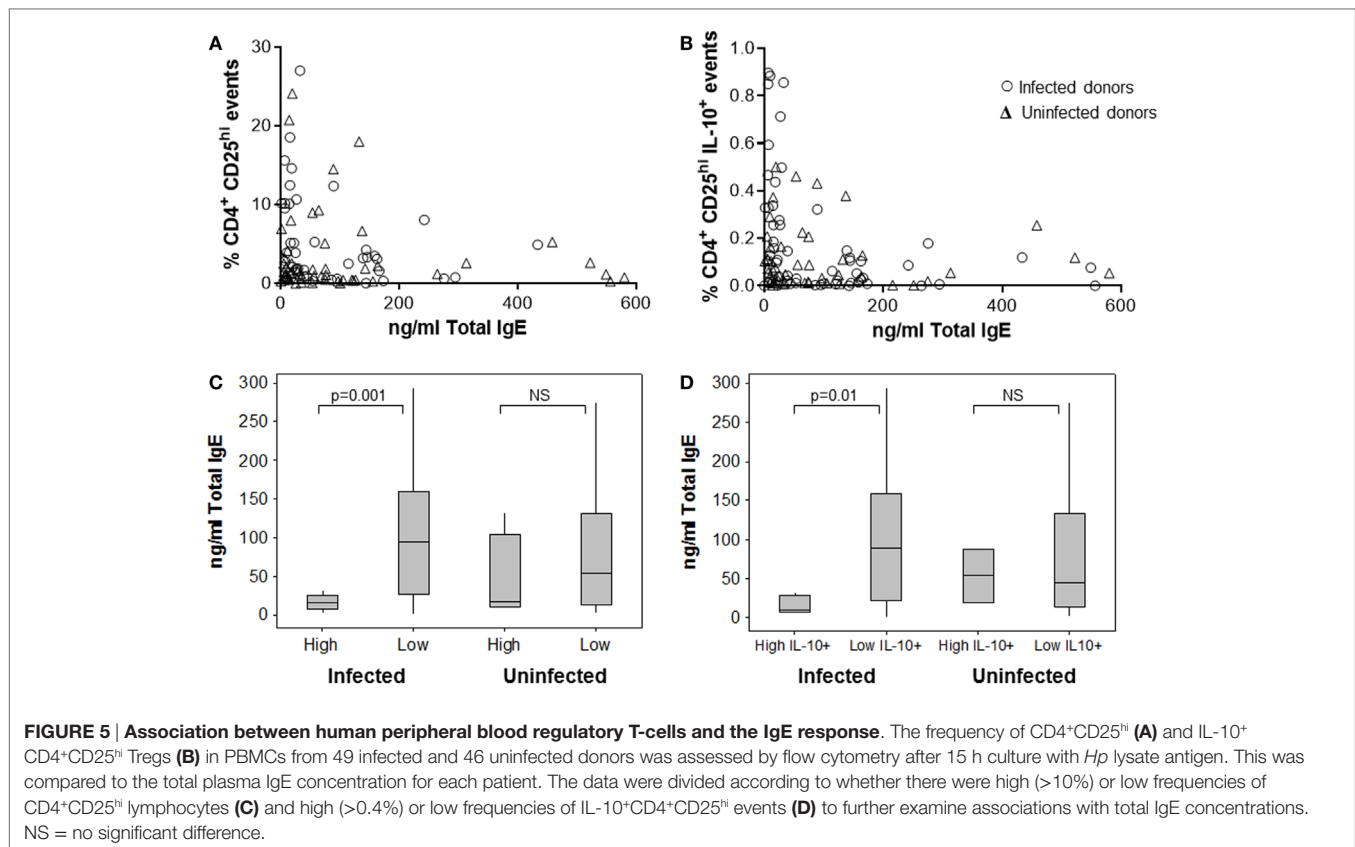 A
30
20
10
0
% CD4⁺ CD25ʰⁱ events
0 200 400 600
ng/ml Total IgE
B
1.0
0.8
0.6
0.4
0.2
0.0
% CD4⁺ CD25ʰⁱ IL-10⁺ events
0 200 400 600
ng/ml Total IgE
Infected donors
Uninfected donors
C
300
250
200
150
100
50
0
ng/ml Total IgE
p=0.001
NS
High Low High Low
Infected Uninfected
D
300
250
200
150
100
50
0
ng/ml Total IgE
p=0.01
NS
High IL-10+ Low IL-10+ High IL-10+ Low IL10+
Infected Uninfected
FIGURE 5 | Association between human peripheral blood regulatory T-cells and the IgE response. The frequency of CD4⁺CD25ʰⁱ (A) and IL-10⁺
CD4⁺CD25ʰⁱ Tregs (B) in PBMCs from 49 infected and 46 uninfected donors was assessed by flow cytometry after 15 h culture with Hp lysate antigen. This was
compared to the total plasma IgE concentration for each patient. The data were divided according to whether there were high (>10%) or low frequencies of
CD4⁺CD25ʰⁱ lymphocytes (C) and high (>0.4%) or low frequencies of IL-10⁺CD4⁺CD25ʰⁱ events (D) to further examine associations with total IgE concentrations.
NS = no significant difference.